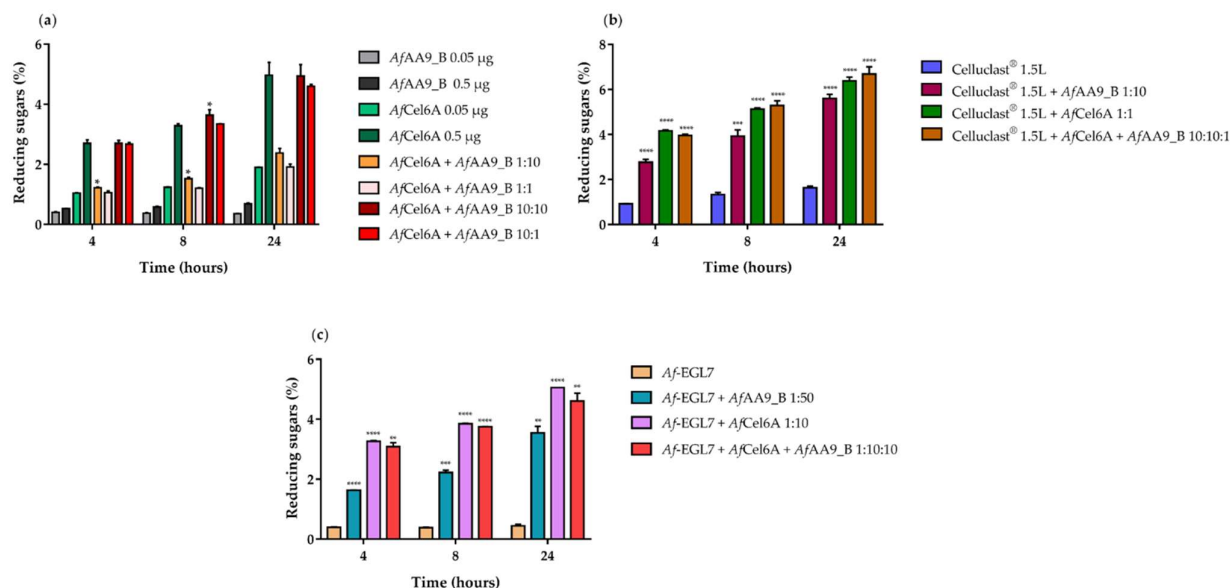 (a)
Reducing sugars (%)
6
4
2
0
4
8
24
*
*
*
Time (hours)
AfAA9_B 0.05 µg
AfAA9_B 0.5 µg
AfCel6A 0.05 µg
AfCel6A 0.5 µg
AfCel6A + AfAA9_B 1:10
AfCel6A + AfAA9_B 1:1
AfCel6A + AfAA9_B 10:10
AfCel6A + AfAA9_B 10:1
(b)
Reducing sugars (%)
8
6
4
2
0
**** **** ****
*** **** ****
**** **** ****
4
8
24
Time (hours)
Celluclast® 1.5L
Celluclast® 1.5L + AfAA9_B 1:10
Celluclast® 1.5L + AfCel6A 1:1
Celluclast® 1.5L + AfCel6A + AfAA9_B 10:10:1
(c)
Reducing sugars (%)
6
4
2
0
**** **** **
*** **** ****
** **** **
4
8
24
Time (hours)
Af-EGL7
Af-EGL7 + AfAA9_B 1:50
Af-EGL7 + AfCel6A 1:10
Af-EGL7 + AfCel6A + AfAA9_B 1:10:10